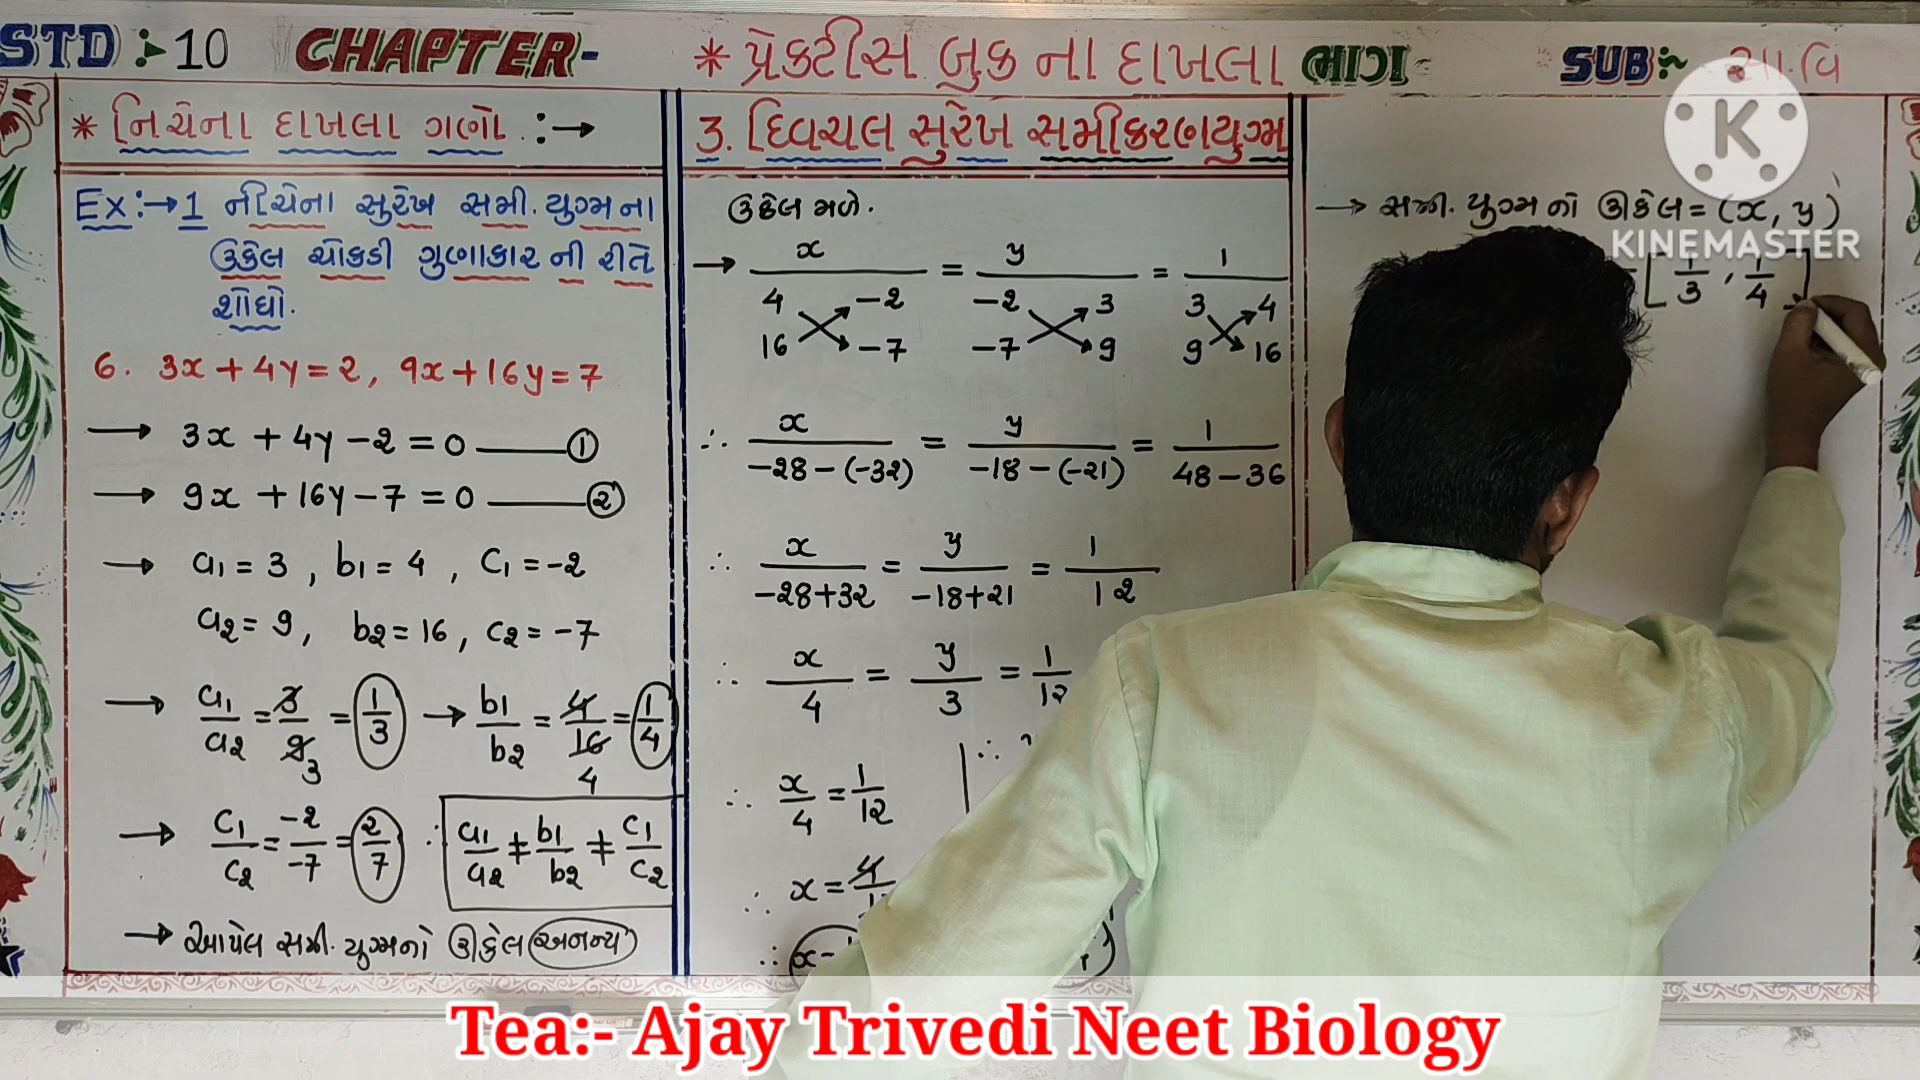 STD :- 10 CHAPTER- * પ્રેક્ટીસ બુક ના દાખલા ભાગ - SUB:~ સા.વિ
* નિચેના દાખલા ગણો. :→
Ex:→1 નીચેના સુરેખ સમી. યુગ્મ ના
ઉકેલ ચોકડી ગુણાકાર ની રીતે
શોધો.
6. 3x + 4y = 2, 9x + 16y = 7
→ 3x + 4y - 2 = 0 —— ①
→ 9x + 16y - 7 = 0 —— ②
→ a₁ = 3 , b₁ = 4 , c₁ = -2
a₂ = 9, b₂ = 16, c₂ = -7
→ a₁/a₂ = 3/9 = 1/3 → b₁/b₂ = 4/16 = 1/4
→ c₁/c₂ = -2/-7 = 2/7 ∴ a₁/a₂ ≠ b₁/b₂ ≠ c₁/c₂
→ આપેલ સમી. યુગ્મનો ઊકેલ અનન્ય
૩. દ્વિચલ સુરેખ સમીકરણયુગ્મ
ઉકેલ મળે.
→ x / = y / = 1 /
4 -2 -2 3 3 4
16 -7 -7 9 9 16
∴ x/-28-(-32) = y/-18-(-21) = 1/48-36
∴ x/-28+32 = y/-18+21 = 1/12
∴ x/4 = y/3 = 1/12
∴ x/4 = 1/12
∴ x = 4/
∴ x =
→ સમી. યુગ્મ નો ઊકેલ = (x, y)
= [1/3 , 1/4]
KINEMASTER
Tea:- Ajay Trivedi Neet Biology